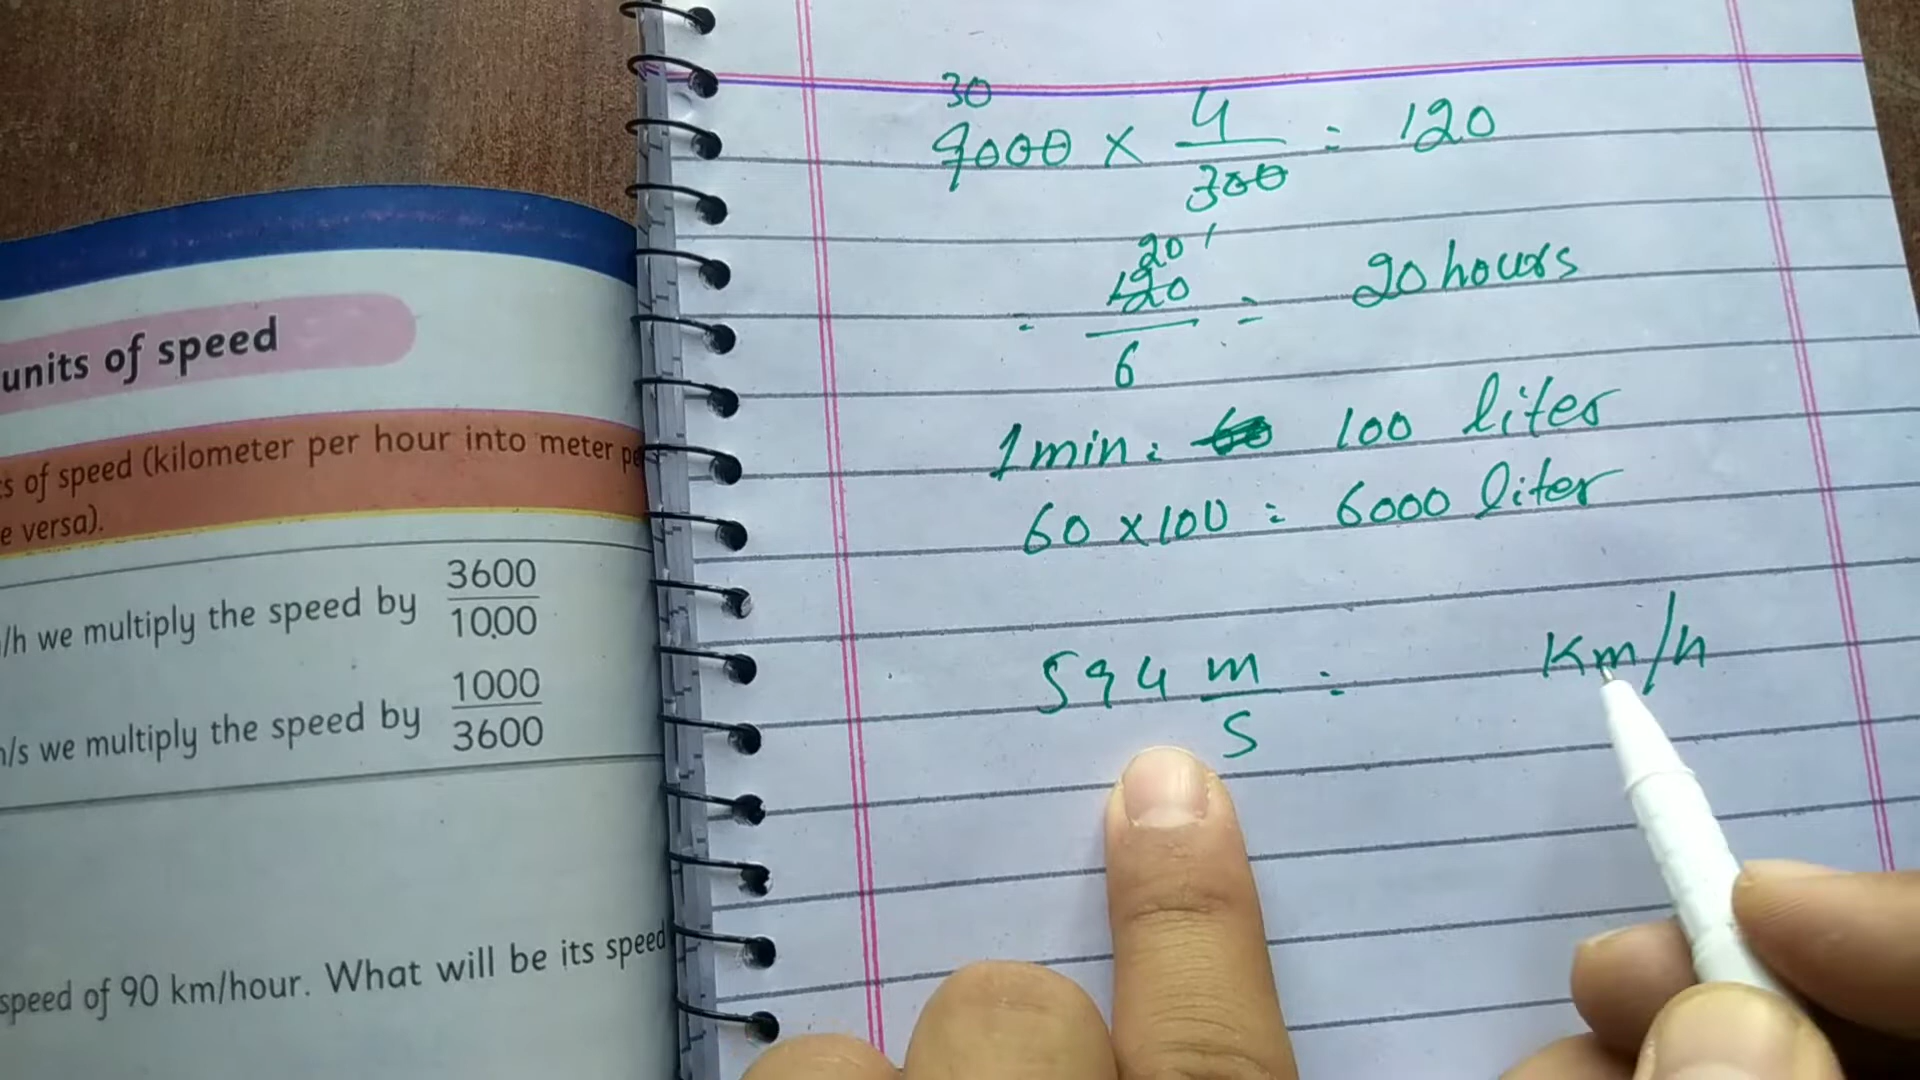 units of speed
s of speed (kilometer per hour into meter pe
e versa).
/h we multiply the speed by 3600/1000
/s we multiply the speed by 1000/3600
speed of 90 km/hour. What will be its speed
30
9000 × 4/300 = 120
20
= 120/6 = 20 hours
1 min = 100 liter
60 × 100 = 6000 liter
594 m/s = Km/h